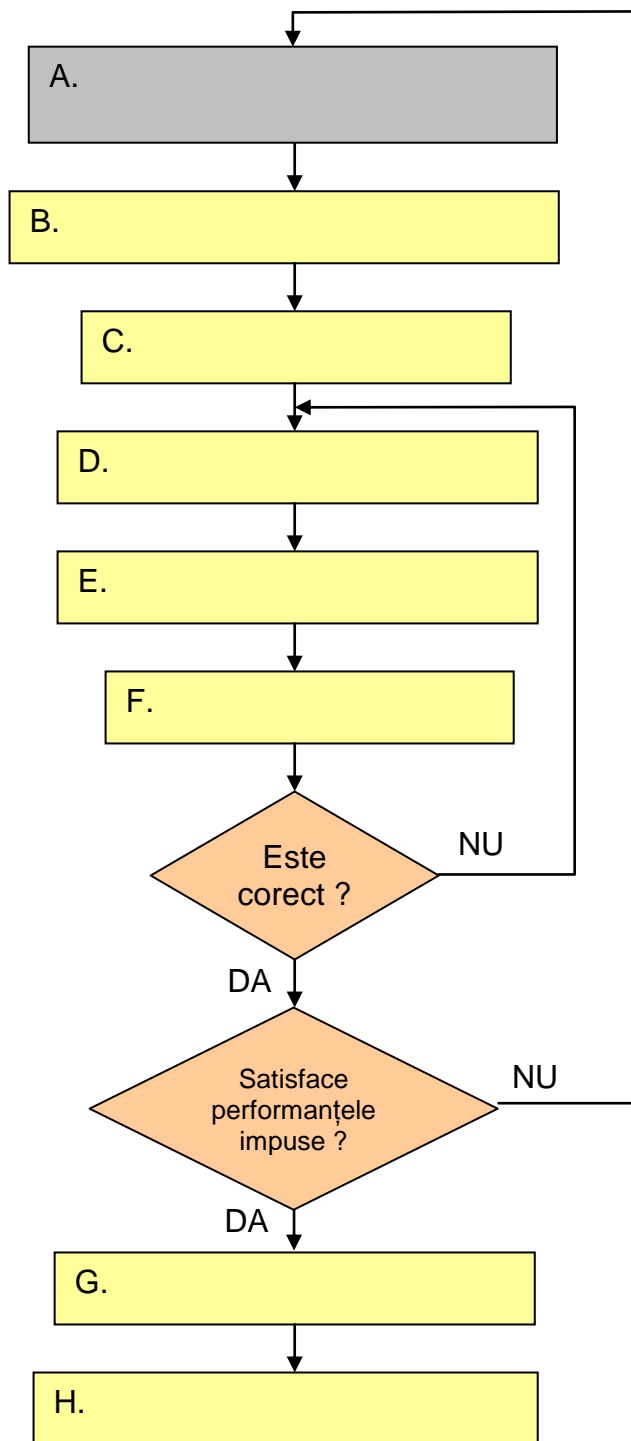 A.
B.
C.
D.
E.
F.
Este
corect ?
NU
DA
Satisface
performanțele
impuse ?
NU
DA
G.
H.